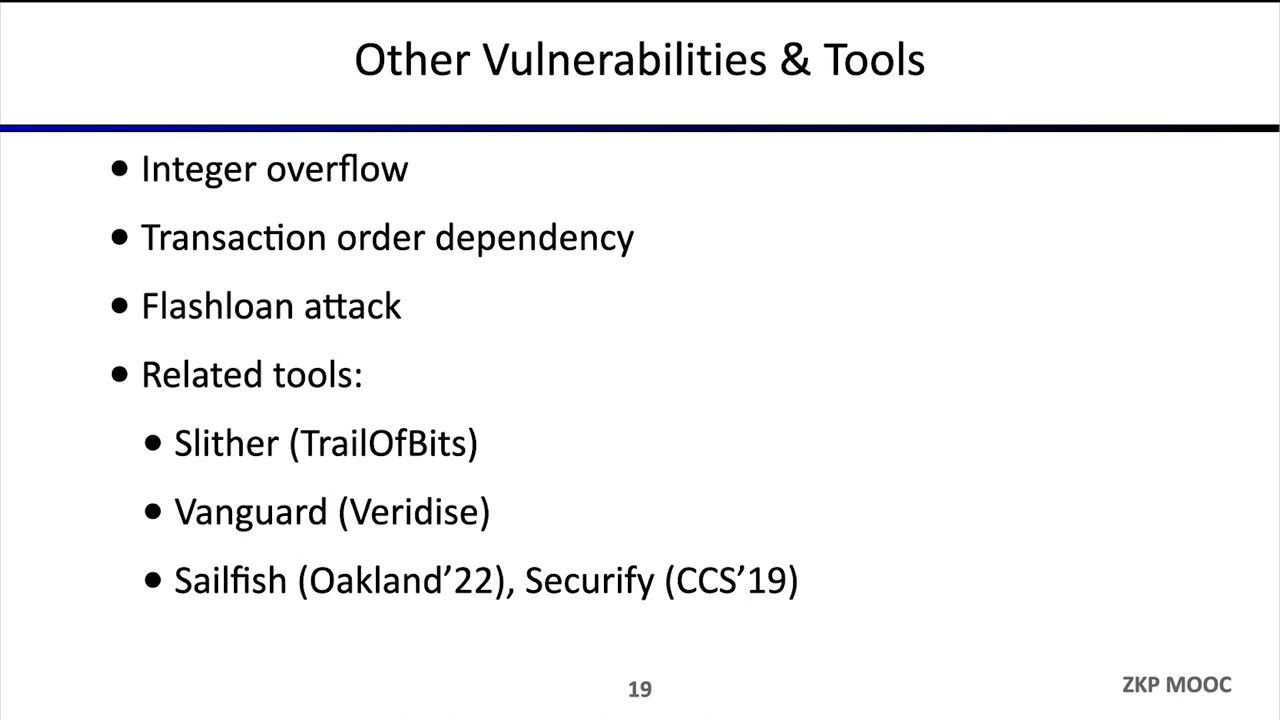 Other Vulnerabilities & Tools
• Integer overflow
• Transaction order dependency
• Flashloan attack
• Related tools:
• Slither (TrailOfBits)
• Vanguard (Veridise)
• Sailfish (Oakland’22), Securify (CCS’19)
19
ZKP MOOC